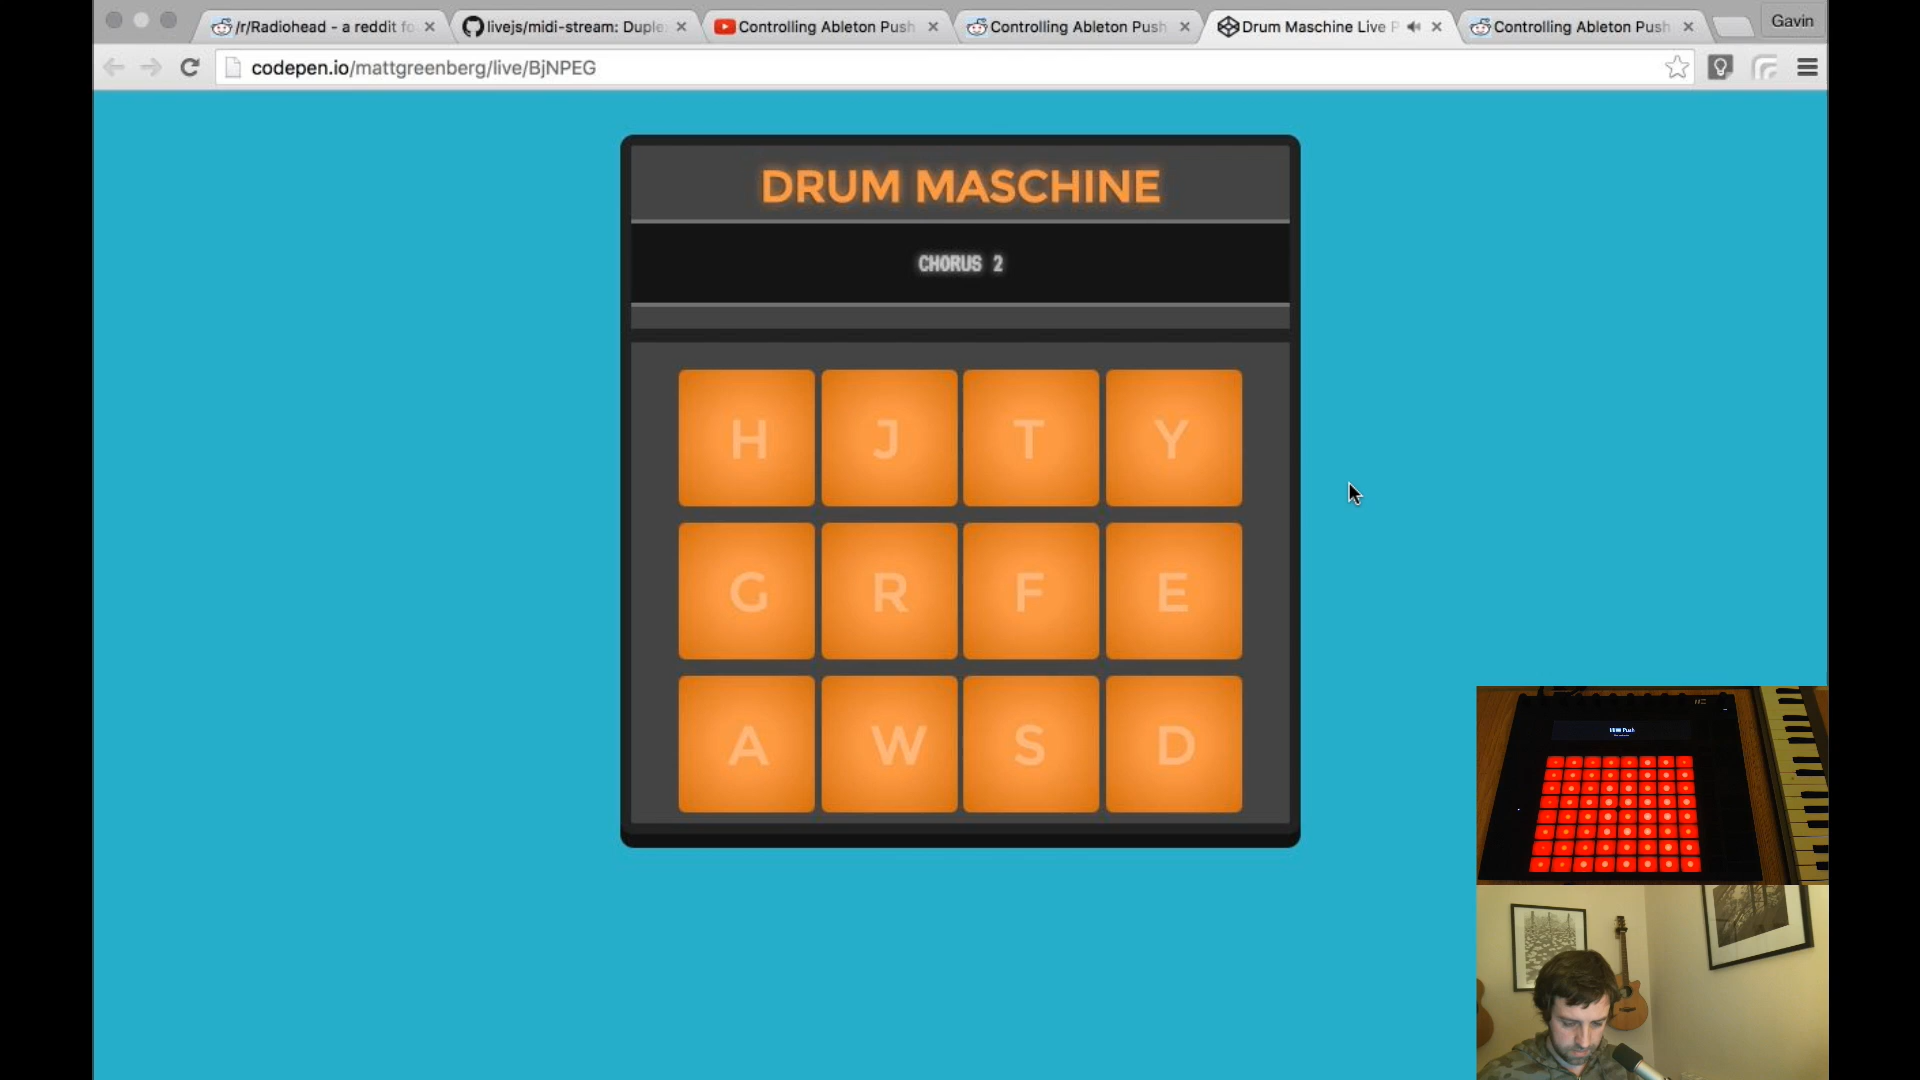 /r/Radiohead - a reddit fo
livejs/midi-stream: Duple
Controlling Ableton Push
Controlling Ableton Push
Drum Maschine Live P
Controlling Ableton Push
Gavin
codepen.io/mattgreenberg/live/BjNPEG
DRUM MASCHINE
CHORUS 2
H J T Y
G R F E
A W S D